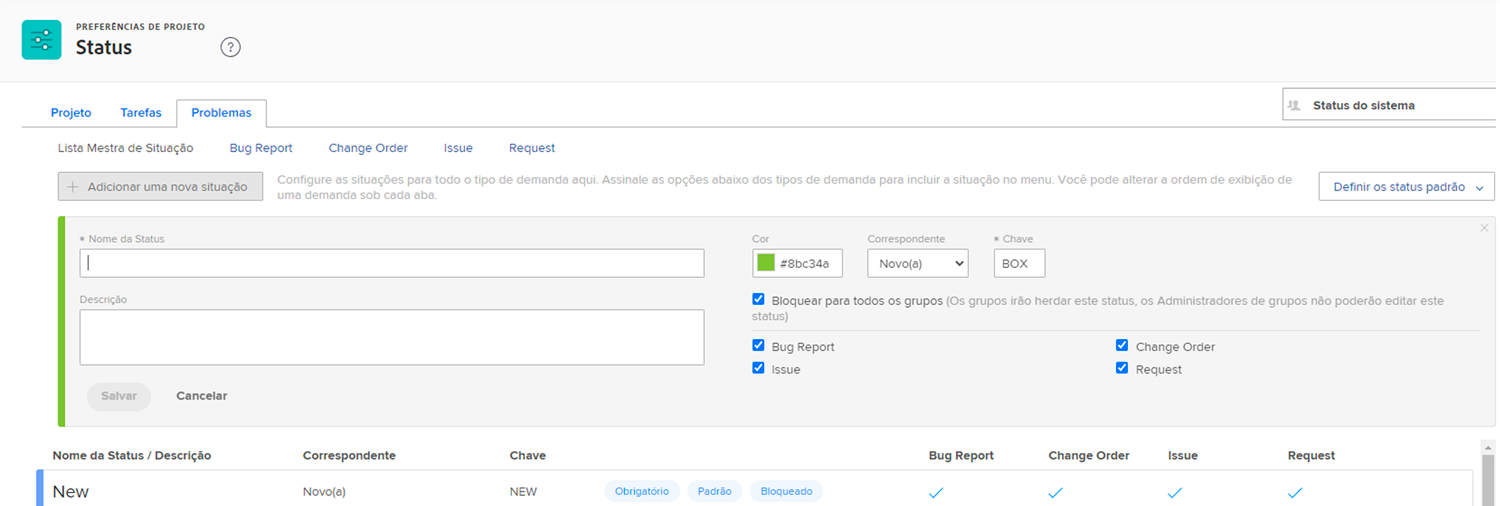 PREFERÊNCIAS DE PROJETO
Status
?
Status do sistema
Projeto Tarefas Problemas
Lista Mestra de Situação Bug Report Change Order Issue Request
+ Adicionar uma nova situação
Configure as situações para todo o tipo de demanda aqui. Assinale as opções abaixo dos tipos de demanda para incluir a situação no menu. Você pode alterar a ordem de exibição de
uma demanda sob cada aba.
Definir os status padrão
* Nome da Status
Descrição
Salvar Cancelar
Cor Correspondente * Chave
#8bc34a Novo(a) BOX
Bloquear para todos os grupos (Os grupos irão herdar este status, os Administradores de grupos não poderão editar este
status)
Bug Report Change Order
Issue Request
Nome da Status / Descrição Correspondente Chave Bug Report Change Order Issue Request
New Novo(a) NEW Obrigatório Padrão Bloqueado